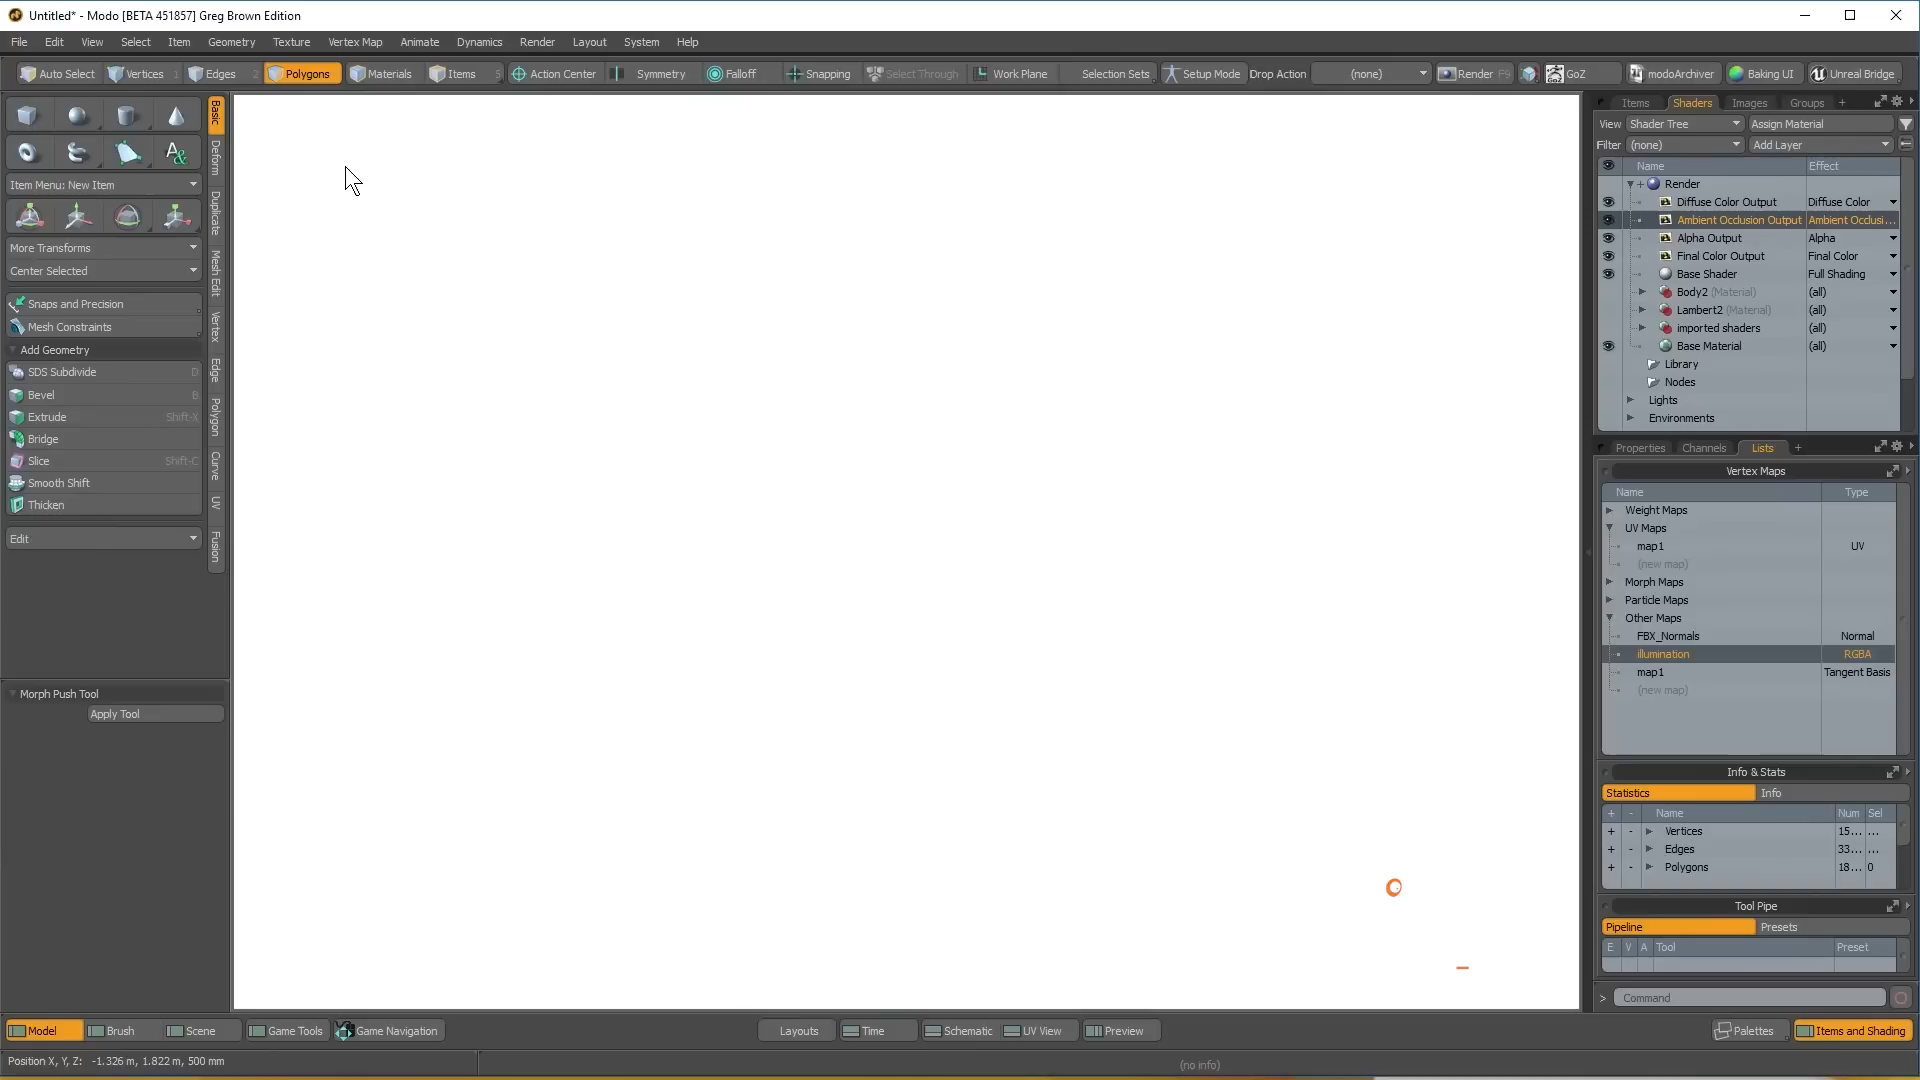 Untitled* - Modo [BETA 451857] Greg Brown Edition
File Edit View Select Item Geometry Texture Vertex Map Animate Dynamics Render Layout System Help
Auto Select Vertices 1 Edges 2 Polygons Materials Items 5 Action Center Symmetry Falloff Snapping Select Through Work Plane Selection Sets Setup Mode Drop Action (none) Render F9 GoZ modoArchiver Baking UI Unreal Bridge
Basic
Deform
Duplicate
Mesh Edit
Vertex
Edge
Polygon
Curve
UV
Fusion
Item Menu: New Item
More Transforms
Center Selected
Snaps and Precision
Mesh Constraints
Add Geometry
SDS Subdivide D
Bevel B
Extrude Shift-X
Bridge
Slice Shift-C
Smooth Shift
Thicken
Edit
Morph Push Tool
Apply Tool
Items Shaders Images Groups +
View Shader Tree Assign Material
Filter (none) Add Layer
Name Effect
Render
Diffuse Color Output Diffuse Color
Ambient Occlusion Output Ambient Occlusi...
Alpha Output Alpha
Final Color Output Final Color
Base Shader Full Shading
Body2 (Material) (all)
Lambert2 (Material) (all)
imported shaders (all)
Base Material (all)
Library
Nodes
Lights
Environments
Properties Channels Lists +
Vertex Maps
Name Type
Weight Maps
UV Maps
map1 UV
(new map)
Morph Maps
Particle Maps
Other Maps
FBX_Normals Normal
illumination RGBA
map1 Tangent Basis
(new map)
Info & Stats
Statistics Info
+ - Name Num Sel
+ - Vertices 15... ...
+ - Edges 33... ...
+ - Polygons 18... 0
Tool Pipe
Pipeline Presets
E V A Tool Preset
> Command
Model Brush Scene Game Tools Game Navigation Layouts Time Schematic UV View Preview Palettes Items and Shading
Position X, Y, Z: -1.326 m, 1.822 m, 500 mm
(no info)